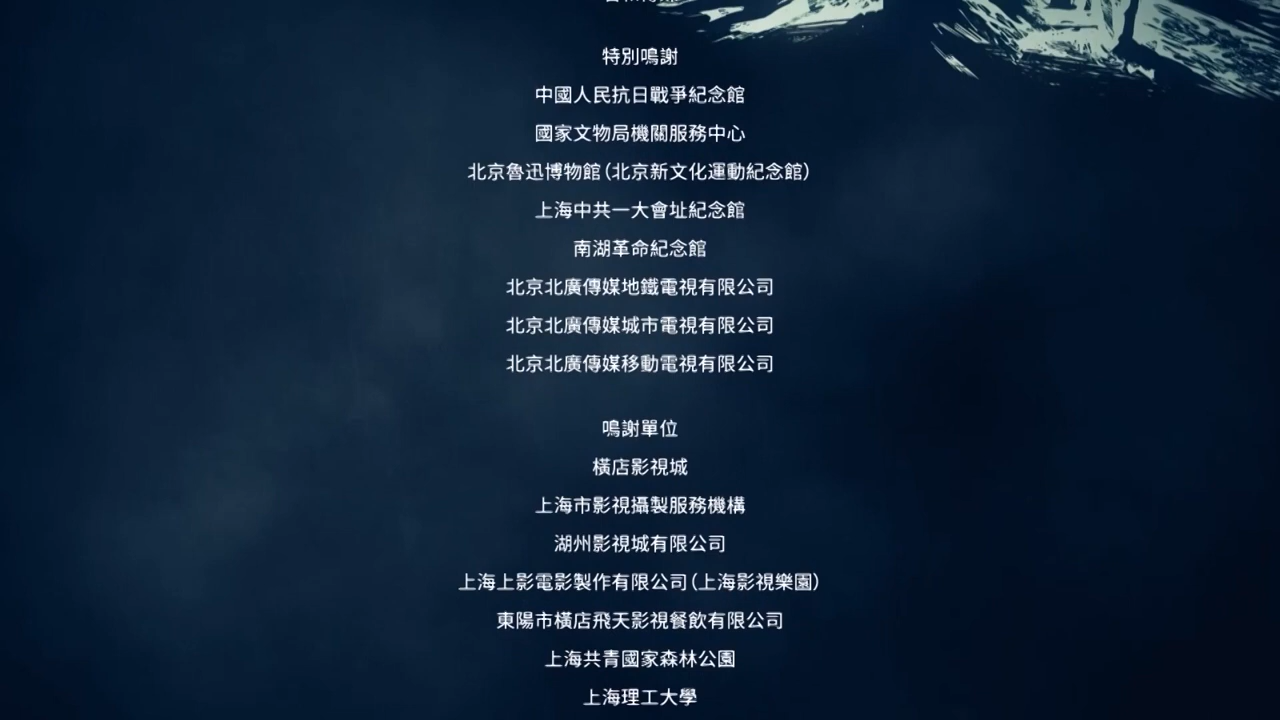 特別鳴謝
中國人民抗日戰爭紀念館
國家文物局機關服務中心
北京魯迅博物館(北京新文化運動紀念館)
上海中共一大會址紀念館
南湖革命紀念館
北京北廣傳媒地鐵電視有限公司
北京北廣傳媒城市電視有限公司
北京北廣傳媒移動電視有限公司
鳴謝單位
橫店影視城
上海市影視攝製服務機構
湖州影視城有限公司
上海上影電影製作有限公司(上海影視樂園)
東陽市橫店飛天影視餐飲有限公司
上海共青國家森林公園
上海理工大學